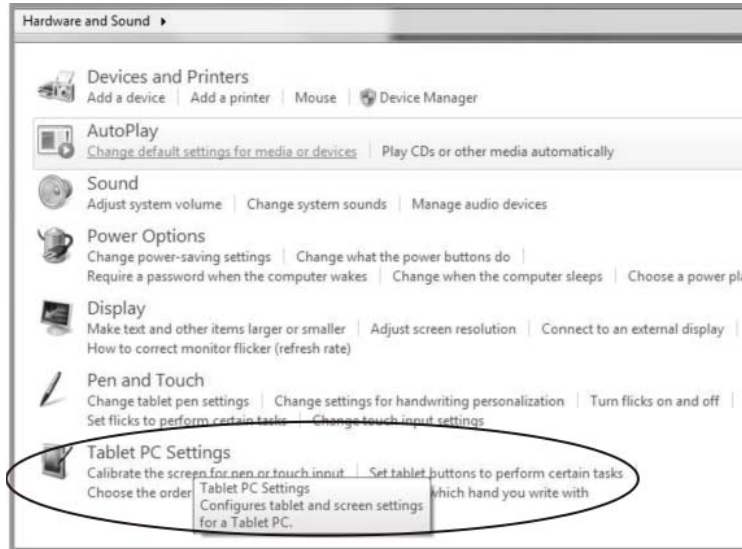 Hardware and Sound
Devices and Printers
Add a device | Add a printer | Mouse | Device Manager
AutoPlay
Change default settings for media or devices | Play CDs or other media automatically
Sound
Adjust system volume | Change system sounds | Manage audio devices
Power Options
Change power-saving settings | Change what the power buttons do |
Require a password when the computer wakes | Change when the computer sleeps | Choose a power pl
Display
Make text and other items larger or smaller | Adjust screen resolution | Connect to an external display |
How to correct monitor flicker (refresh rate)
Pen and Touch
Change tablet pen settings | Change settings for handwriting personalization | Turn flicks on and off |
Set flicks to perform certain tasks | Change touch input settings
Tablet PC Settings
Calibrate the screen for pen or touch input | Set tablet buttons to perform certain tasks
Choose the order which hand you write with
Tablet PC Settings
Configures tablet and screen settings
for a Tablet PC.